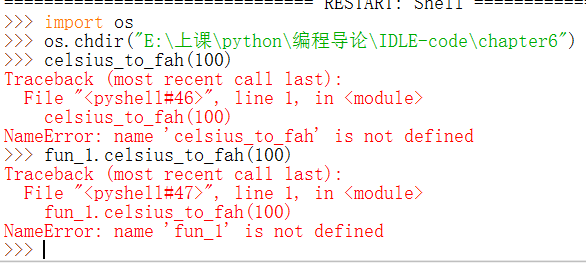 =============================== RESTART: Shell ===========
>>> import os
>>> os.chdir("E:\上课\python\编程导论\IDLE-code\chapter6")
>>> celsius_to_fah(100)
Traceback (most recent call last):
  File "<pyshell#46>", line 1, in <module>
    celsius_to_fah(100)
NameError: name 'celsius_to_fah' is not defined
>>> fun_1.celsius_to_fah(100)
Traceback (most recent call last):
  File "<pyshell#47>", line 1, in <module>
    fun_1.celsius_to_fah(100)
NameError: name 'fun_1' is not defined
>>>